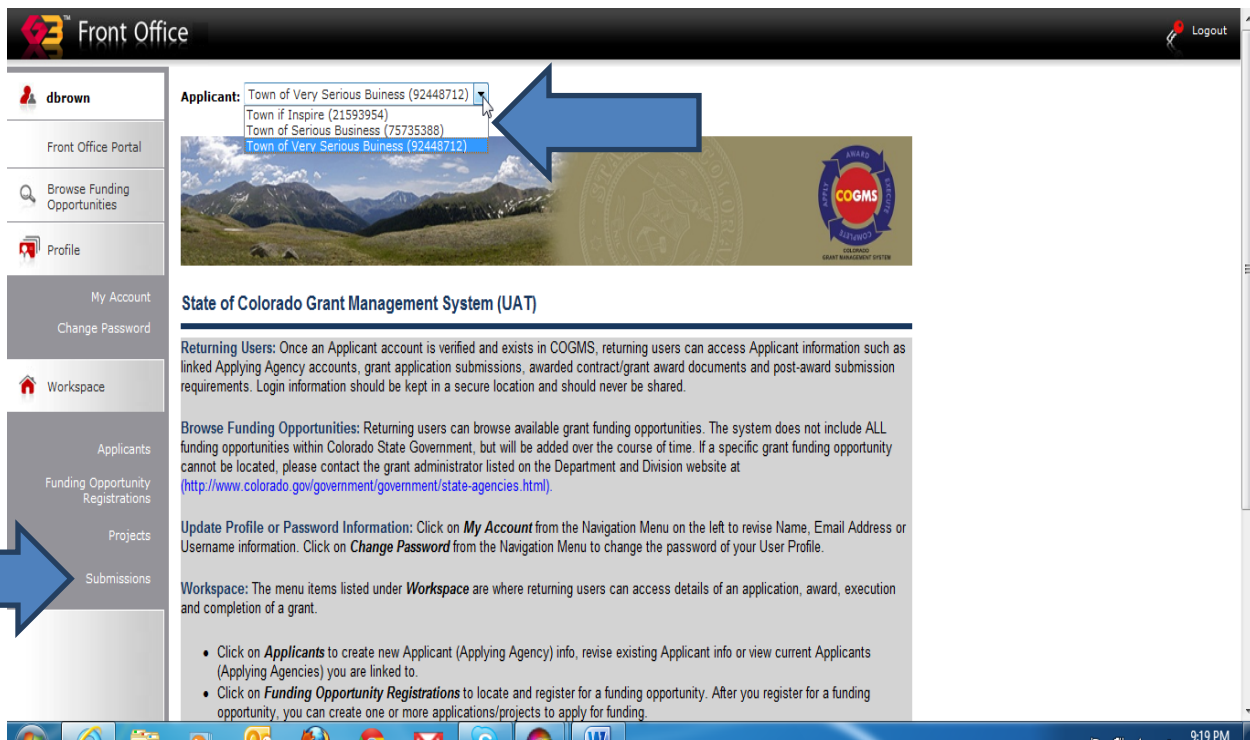 G3™ Front Office
Logout
dbrown
Front Office Portal
Browse Funding
Opportunities
Profile
My Account
Change Password
Workspace
Applicants
Funding Opportunity
Registrations
Projects
Submissions
Applicant: Town of Very Serious Buiness (92448712)
Town if Inspire (21593954)
Town of Serious Business (75735388)
Town of Very Serious Buiness (92448712)
AWARD
EXECUTE
COMPLETE
APPLY
COGMS
COLORADO
GRANT MANAGEMENT SYSTEM
State of Colorado Grant Management System (UAT)
Returning Users: Once an Applicant account is verified and exists in COGMS, returning users can access Applicant information such as
linked Applying Agency accounts, grant application submissions, awarded contract/grant award documents and post-award submission
requirements. Login information should be kept in a secure location and should never be shared.
Browse Funding Opportunities: Returning users can browse available grant funding opportunities. The system does not include ALL
funding opportunities within Colorado State Government, but will be added over the course of time. If a specific grant funding opportunity
cannot be located, please contact the grant administrator listed on the Department and Division website at
(http://www.colorado.gov/government/government/state-agencies.html).
Update Profile or Password Information: Click on My Account from the Navigation Menu on the left to revise Name, Email Address or
Username information. Click on Change Password from the Navigation Menu to change the password of your User Profile.
Workspace: The menu items listed under Workspace are where returning users can access details of an application, award, execution
and completion of a grant.
• Click on Applicants to create new Applicant (Applying Agency) info, revise existing Applicant info or view current Applicants
(Applying Agencies) you are linked to.
• Click on Funding Opportunity Registrations to locate and register for a funding opportunity. After you register for a funding
opportunity, you can create one or more applications/projects to apply for funding.
9:19 PM